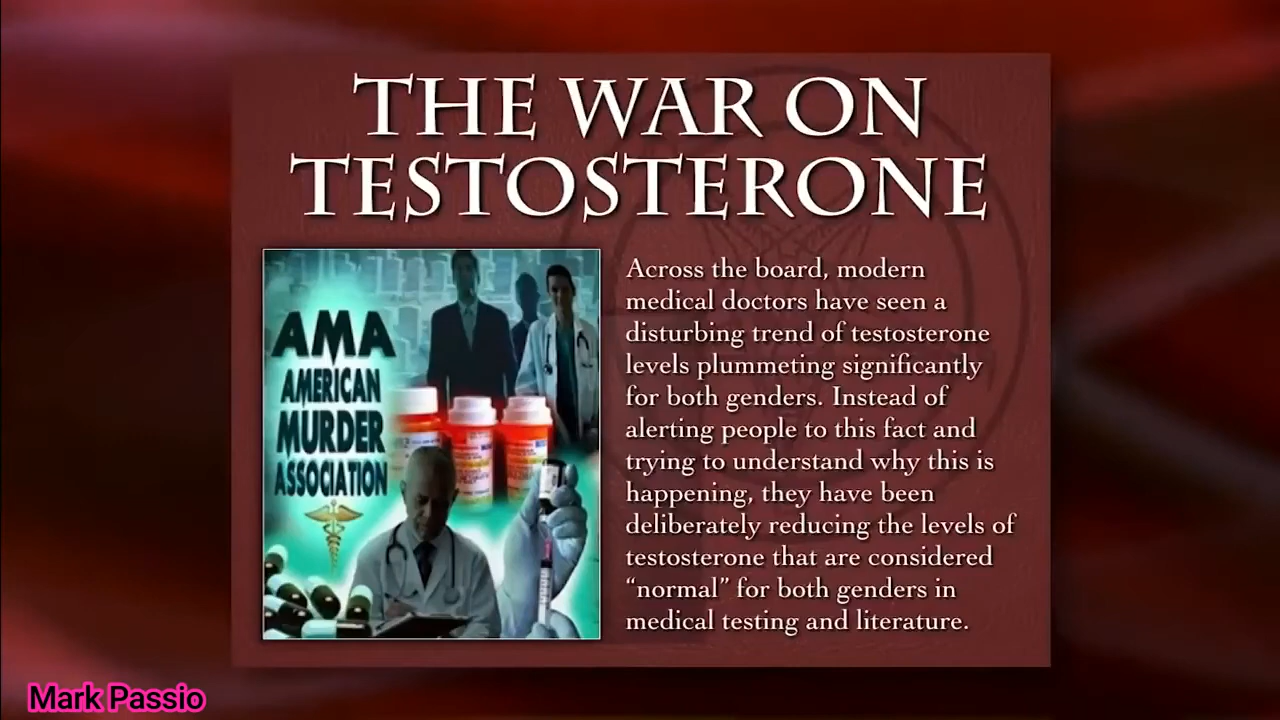 THE WAR ON
TESTOSTERONE
AMA
AMERICAN
MURDER
ASSOCIATION
Across the board, modern
medical doctors have seen a
disturbing trend of testosterone
levels plummeting significantly
for both genders. Instead of
alerting people to this fact and
trying to understand why this is
happening, they have been
deliberately reducing the levels of
testosterone that are considered
“normal” for both genders in
medical testing and literature.
Mark Passio